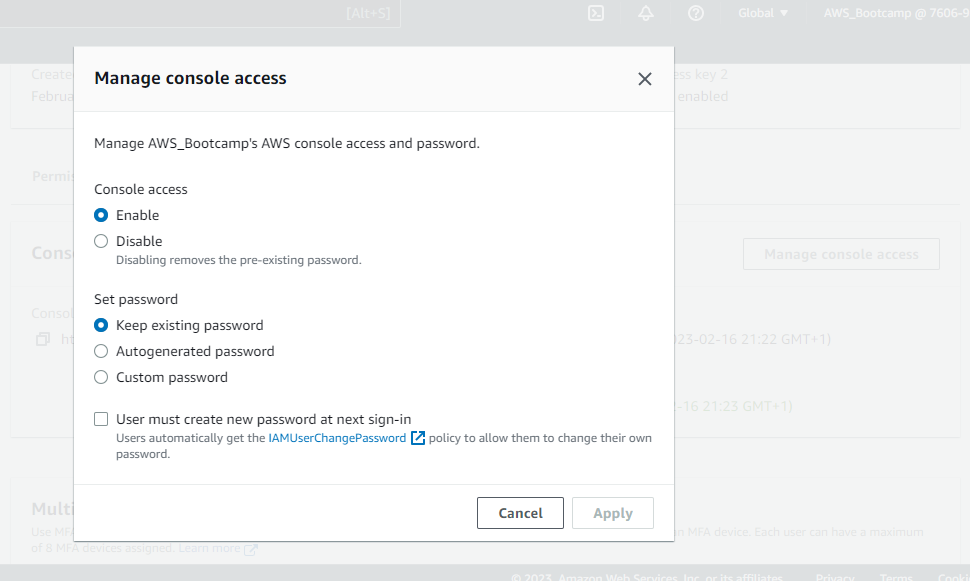 [Alt+S]
Global
AWS_Bootcamp @ 7606-9
Manage console access
Create
ess key 2
Februa
enabled
Manage AWS_Bootcamp's AWS console access and password.
Permis
Console access
Enable
Disable
Disabling removes the pre-existing password.
Cons
Manage console access
Set password
Consol
Keep existing password
ht
023-02-16 21:22 GMT+1)
Autogenerated password
Custom password
-16 21:23 GMT+1)
User must create new password at next sign-in
Users automatically get the IAMUserChangePassword policy to allow them to change their own
password.
Cancel
Apply
Multi
Use MFA
n MFA device. Each user can have a maximum
of 8 MFA devices assigned. Learn more
© 2023, Amazon Web Services, Inc. or its affiliates.
Privacy
Terms
Cooki